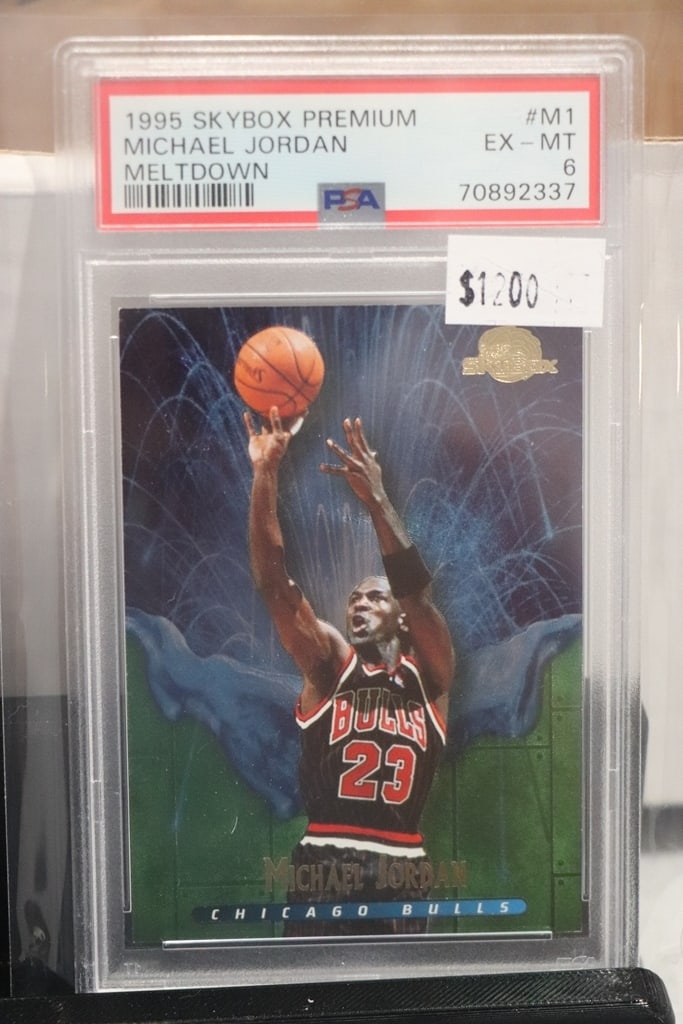 1995 SKYBOX PREMIUM #M1
MICHAEL JORDAN EX - MT
MELTDOWN 6
PSA 70892337
$1200
SKYBOX
BULLS
23
MICHAEL JORDAN
CHICAGO BULLS